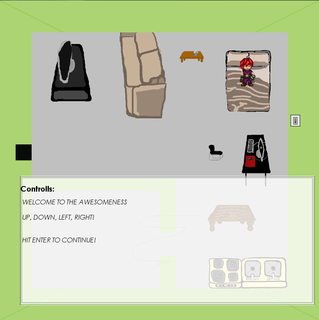 Controlls:
WELCOME TO THE AWESOMENESS
UP, DOWN, LEFT, RIGHT!
HIT ENTER TO CONTINUE!